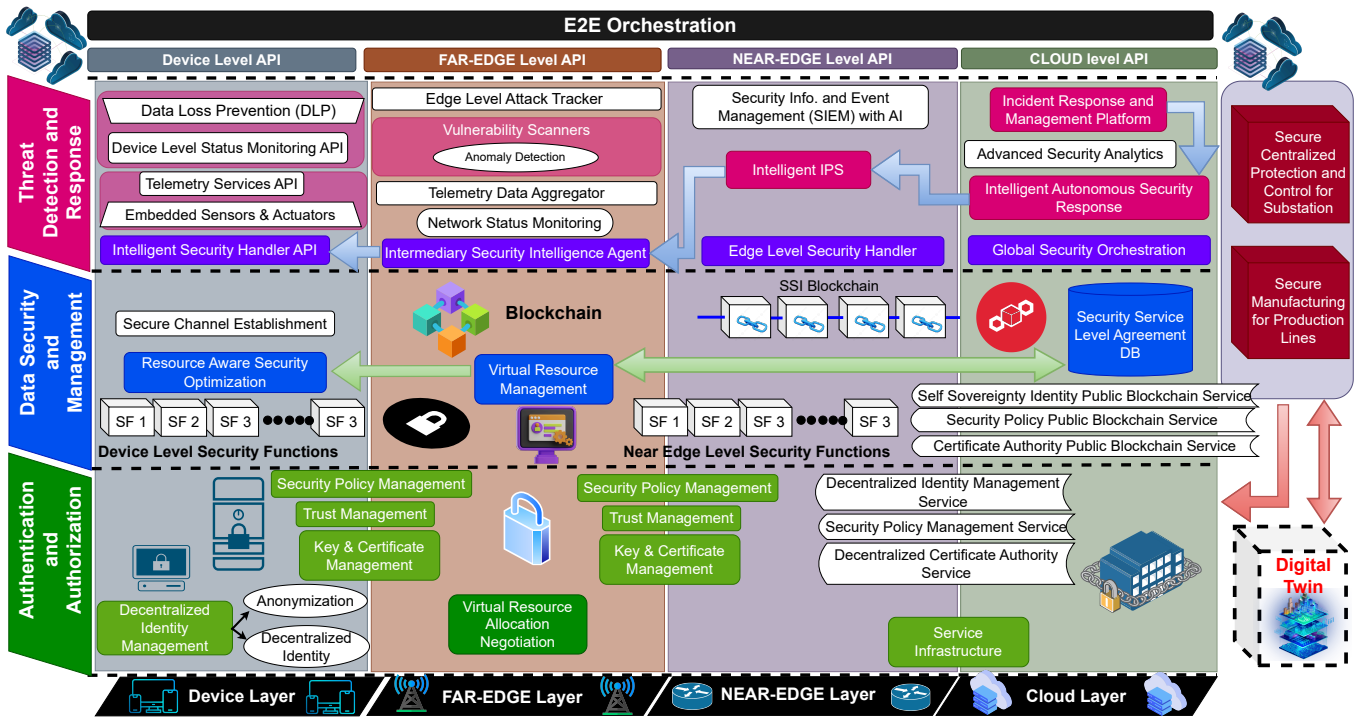 E2E Orchestration
Device Level API
FAR-EDGE Level API
NEAR-EDGE Level API
CLOUD level API
Threat
Detection and
Response
Data Loss Prevention (DLP)
Device Level Status Monitoring API
Telemetry Services API
Embedded Sensors & Actuators
Intelligent Security Handler API
Edge Level Attack Tracker
Vulnerability Scanners
Anomaly Detection
Telemetry Data Aggregator
Network Status Monitoring
Intermediary Security Intelligence Agent
Security Info. and Event
Management (SIEM) with AI
Intelligent IPS
Edge Level Security Handler
Incident Response and
Management Platform
Advanced Security Analytics
Intelligent Autonomous Security
Response
Global Security Orchestration
Secure
Centralized
Protection and
Control for
Substation
Secure
Manufacturing
for Production
Lines
Data Security
and
Management
Secure Channel Establishment
Resource Aware Security
Optimization
SF 1
SF 2
SF 3
SF 3
Device Level Security Functions
Blockchain
Virtual Resource
Management
SSI Blockchain
SF 1
SF 2
SF 3
SF 3
Near Edge Level Security Functions
Security Service
Level Agreement
DB
Self Sovereignty Identity Public Blockchain Service
Security Policy Public Blockchain Service
Certificate Authority Public Blockchain Service
Authentication
and
Authorization
Security Policy Management
Trust Management
Key & Certificate
Management
Decentralized
Identity
Management
Anonymization
Decentralized
Identity
Security Policy Management
Trust Management
Key & Certificate
Management
Virtual Resource
Allocation
Negotiation
Decentralized Identity Management
Service
Security Policy Management Service
Decentralized Certificate Authority
Service
Service
Infrastructure
Digital
Twin
Device Layer
FAR-EDGE Layer
NEAR-EDGE Layer
Cloud Layer